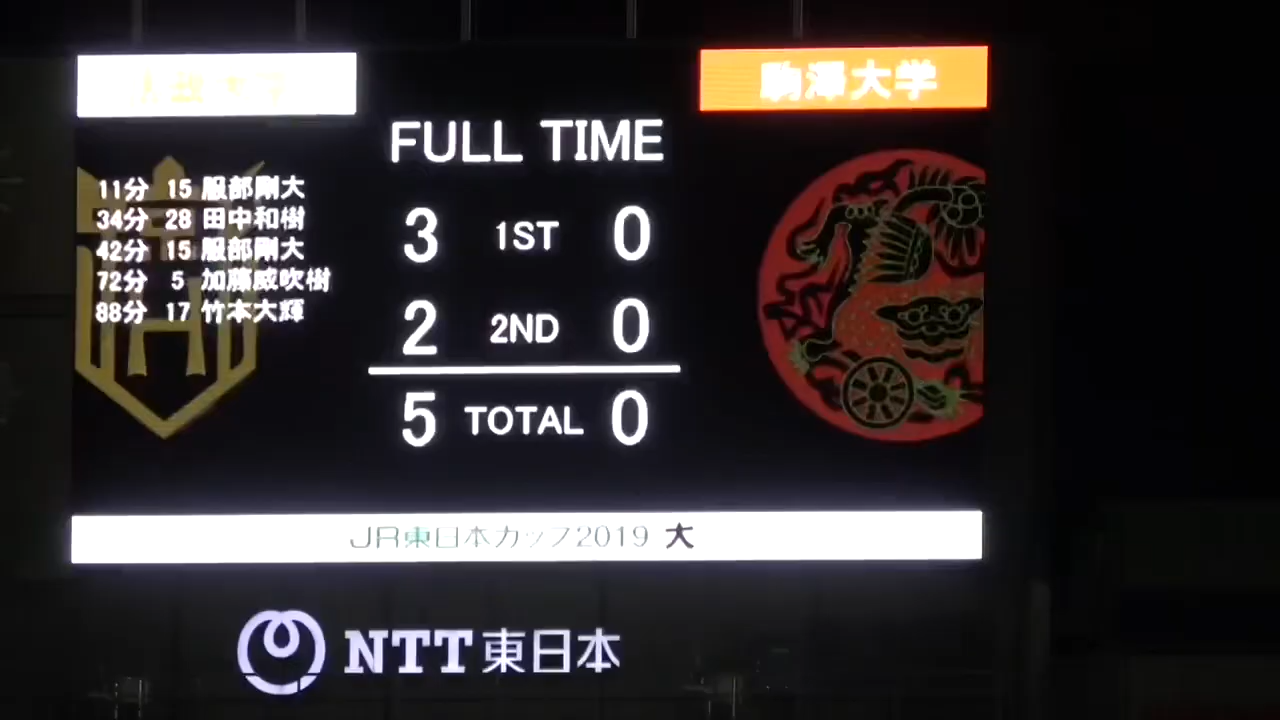 駒澤大学
FULL TIME
11分 15 服部剛大
34分 28 田中和樹
42分 15 服部剛大
72分 5 加藤威吹樹
88分 17 竹本大輝
3 1ST 0
2 2ND 0
5 TOTAL 0
JR東日本カップ2019 大
NTT東日本